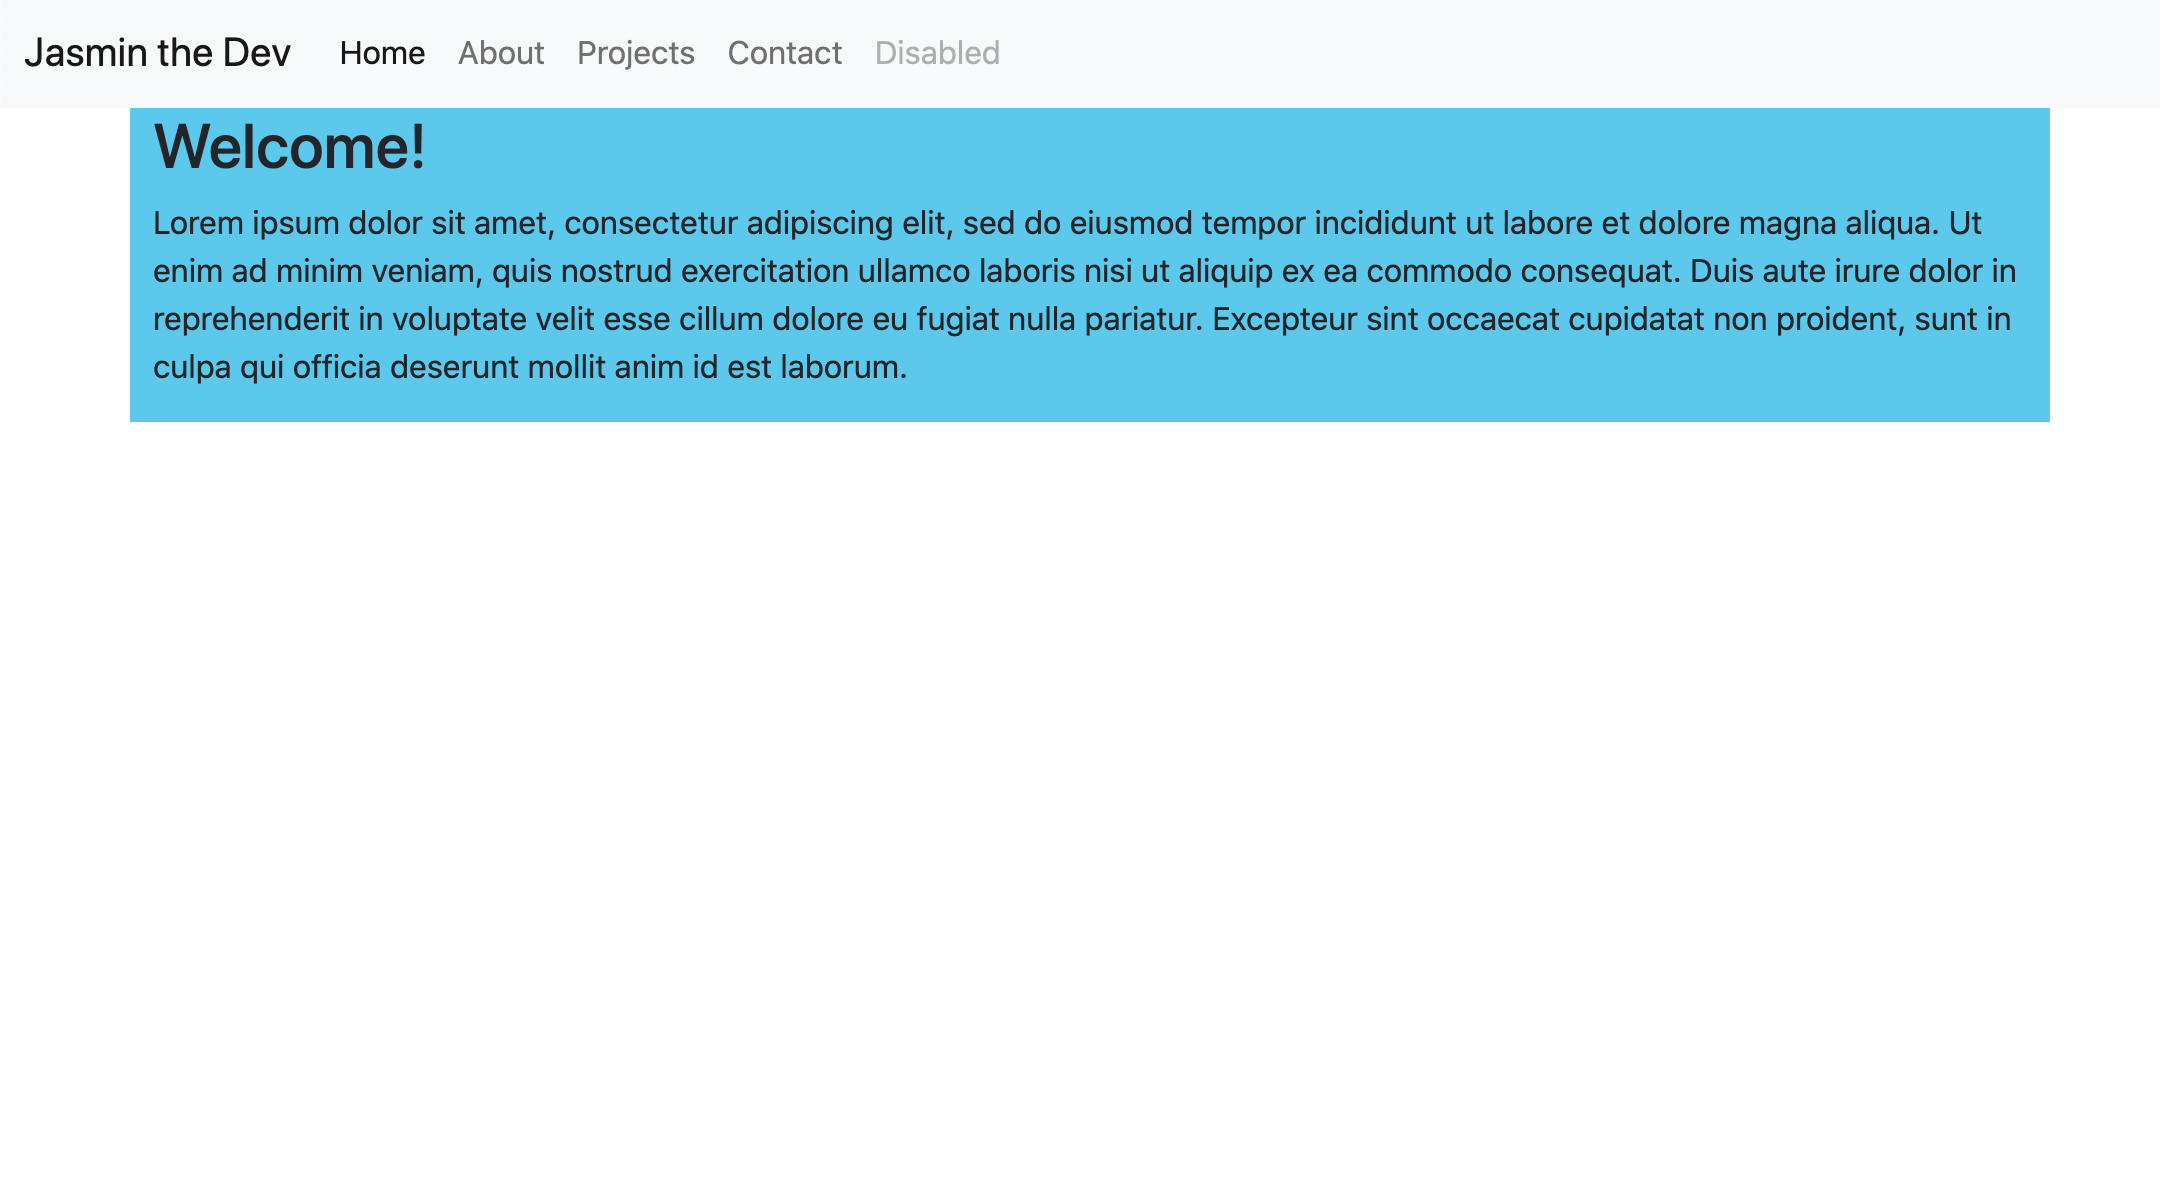 Jasmin the Dev Home About Projects Contact Disabled
Welcome!
Lorem ipsum dolor sit amet, consectetur adipiscing elit, sed do eiusmod tempor incididunt ut labore et dolore magna aliqua. Ut
enim ad minim veniam, quis nostrud exercitation ullamco laboris nisi ut aliquip ex ea commodo consequat. Duis aute irure dolor in
reprehenderit in voluptate velit esse cillum dolore eu fugiat nulla pariatur. Excepteur sint occaecat cupidatat non proident, sunt in
culpa qui officia deserunt mollit anim id est laborum.